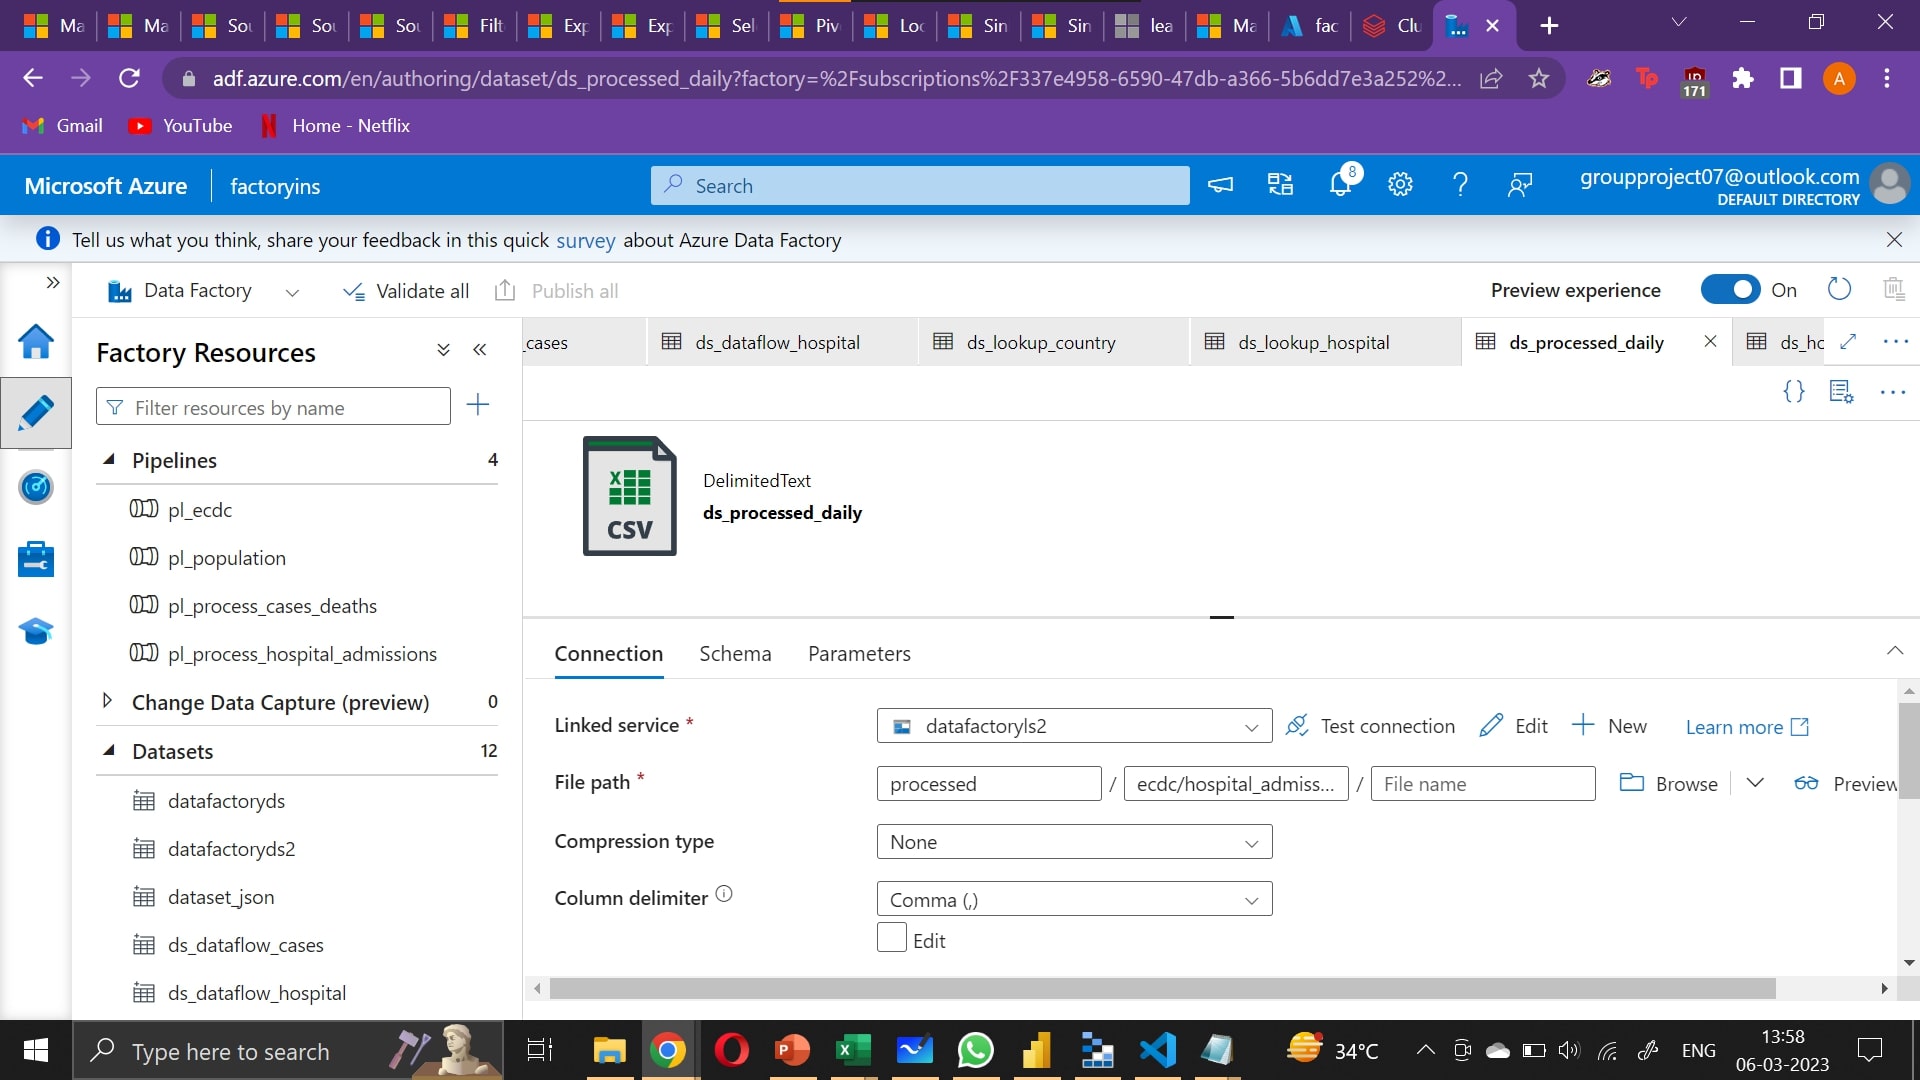 Ma
Ma
Sou
Sou
Sou
Filt
Exp
Exp
Sel
Piv
Loo
Sin
Sin
lea
Ma
fac
Clu
adf.azure.com/en/authoring/dataset/ds_processed_daily?factory=%2Fsubscriptions%2F337e4958-6590-47db-a366-5b6dd7e3a252%2...
Tp
171
A
Gmail
YouTube
Home - Netflix
Microsoft Azure
factoryins
Search
8
groupproject07@outlook.com
DEFAULT DIRECTORY
Tell us what you think, share your feedback in this quick survey about Azure Data Factory
Data Factory
Validate all
Publish all
Preview experience
On
Factory Resources
_cases
ds_dataflow_hospital
ds_lookup_country
ds_lookup_hospital
ds_processed_daily
ds_ho
Filter resources by name
Pipelines 4
pl_ecdc
pl_population
pl_process_cases_deaths
pl_process_hospital_admissions
Change Data Capture (preview) 0
Datasets 12
datafactoryds
datafactoryds2
dataset_json
ds_dataflow_cases
ds_dataflow_hospital
X
CSV
DelimitedText
ds_processed_daily
Connection
Schema
Parameters
Linked service *
datafactoryls2
Test connection
Edit
New
Learn more
File path *
processed / ecdc/hospital_admiss... / File name
Browse
Preview
Compression type
None
Column delimiter
Comma (,)
Edit
Type here to search
34°C
ENG
13:58
06-03-2023